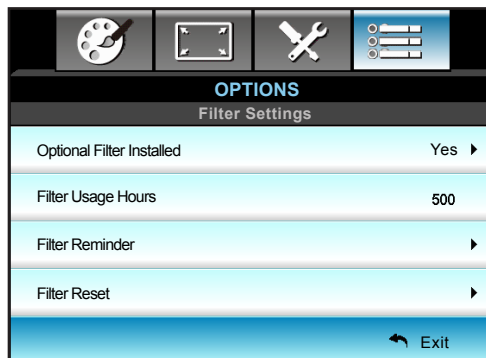 OPTIONS
Filter Settings
Optional Filter Installed Yes
Filter Usage Hours 500
Filter Reminder
Filter Reset
Exit